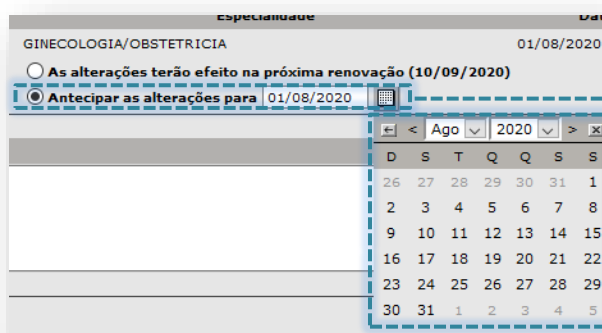 Especialidade
GINECOLOGIA/OBSTETRICIA 01/08/2020
As alterações terão efeito na próxima renovação (10/09/2020)
Antecipar as alterações para 01/08/2020
< Ago 2020 >
D S T Q Q S S
26 27 28 29 30 31 1
2 3 4 5 6 7 8
9 10 11 12 13 14 15
16 17 18 19 20 21 22
23 24 25 26 27 28 29
30 31 1 2 3 4 5